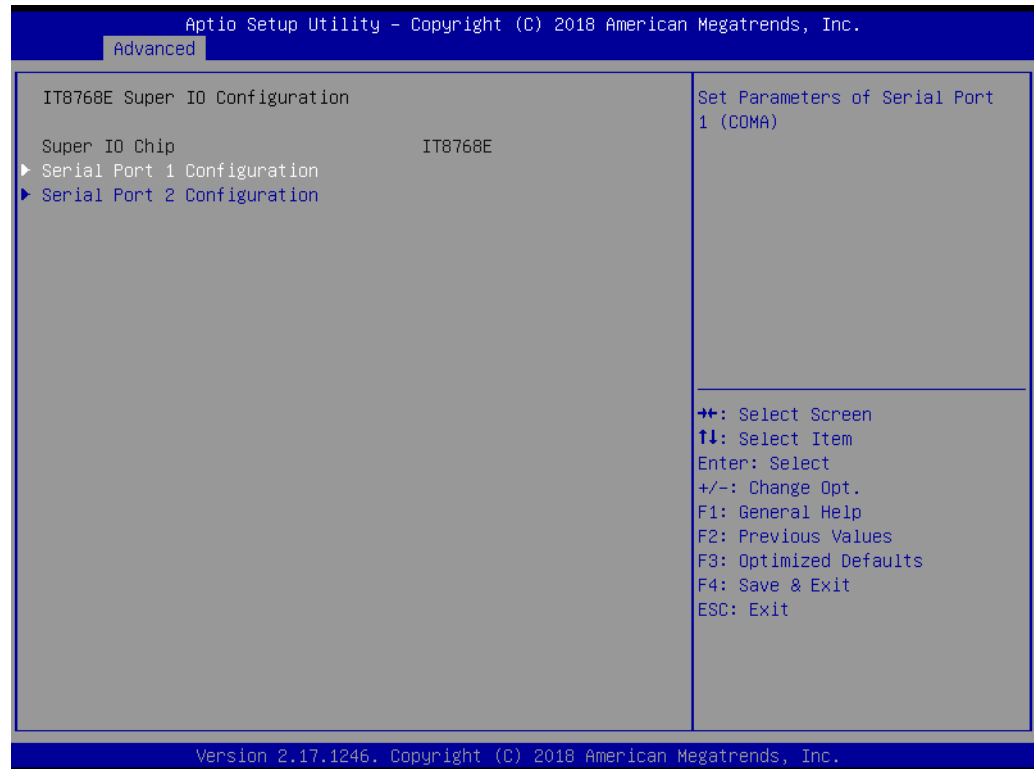 Aptio Setup Utility – Copyright (C) 2018 American Megatrends, Inc.
Advanced
IT8768E Super IO Configuration
Super IO Chip IT8768E
Serial Port 1 Configuration
Serial Port 2 Configuration
Set Parameters of Serial Port
1 (COMA)
→←: Select Screen
↑↓: Select Item
Enter: Select
+/-: Change Opt.
F1: General Help
F2: Previous Values
F3: Optimized Defaults
F4: Save & Exit
ESC: Exit
Version 2.17.1246. Copyright (C) 2018 American Megatrends, Inc.